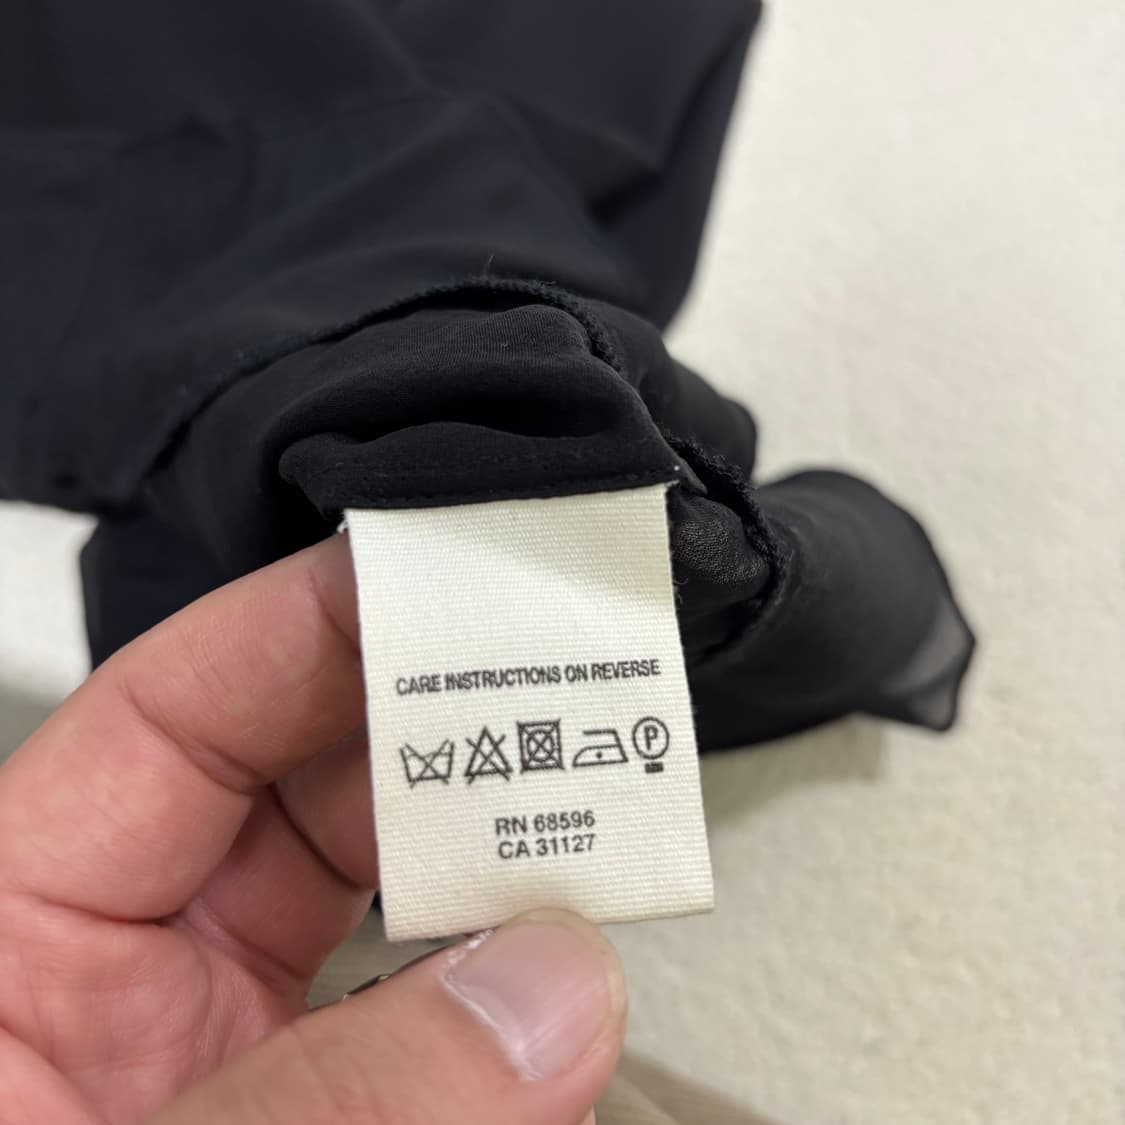 CARE INSTRUCTIONS ON REVERSE
P
RN 68596
CA 31127